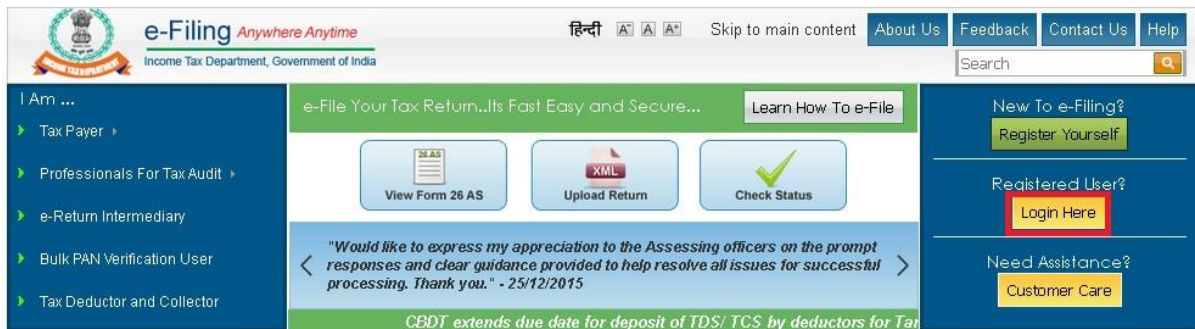 e-Filing Anywhere Anytime
Income Tax Department, Government of India
हिन्दी A- A A+ Skip to main content About Us Feedback Contact Us Help
Search
I Am ...
Tax Payer
Professionals For Tax Audit
e-Return Intermediary
Bulk PAN Verification User
Tax Deductor and Collector
e-File Your Tax Return..Its Fast Easy and Secure...
Learn How To e-File
26 AS
View Form 26 AS
XML
Upload Return
Check Status
"Would like to express my appreciation to the Assessing officers on the prompt
responses and clear guidance provided to help resolve all issues for successful
processing. Thank you." - 25/12/2015
CBDT extends due date for deposit of TDS/ TCS by deductors for Tar
New To e-Filing?
Register Yourself
Registered User?
Login Here
Need Assistance?
Customer Care